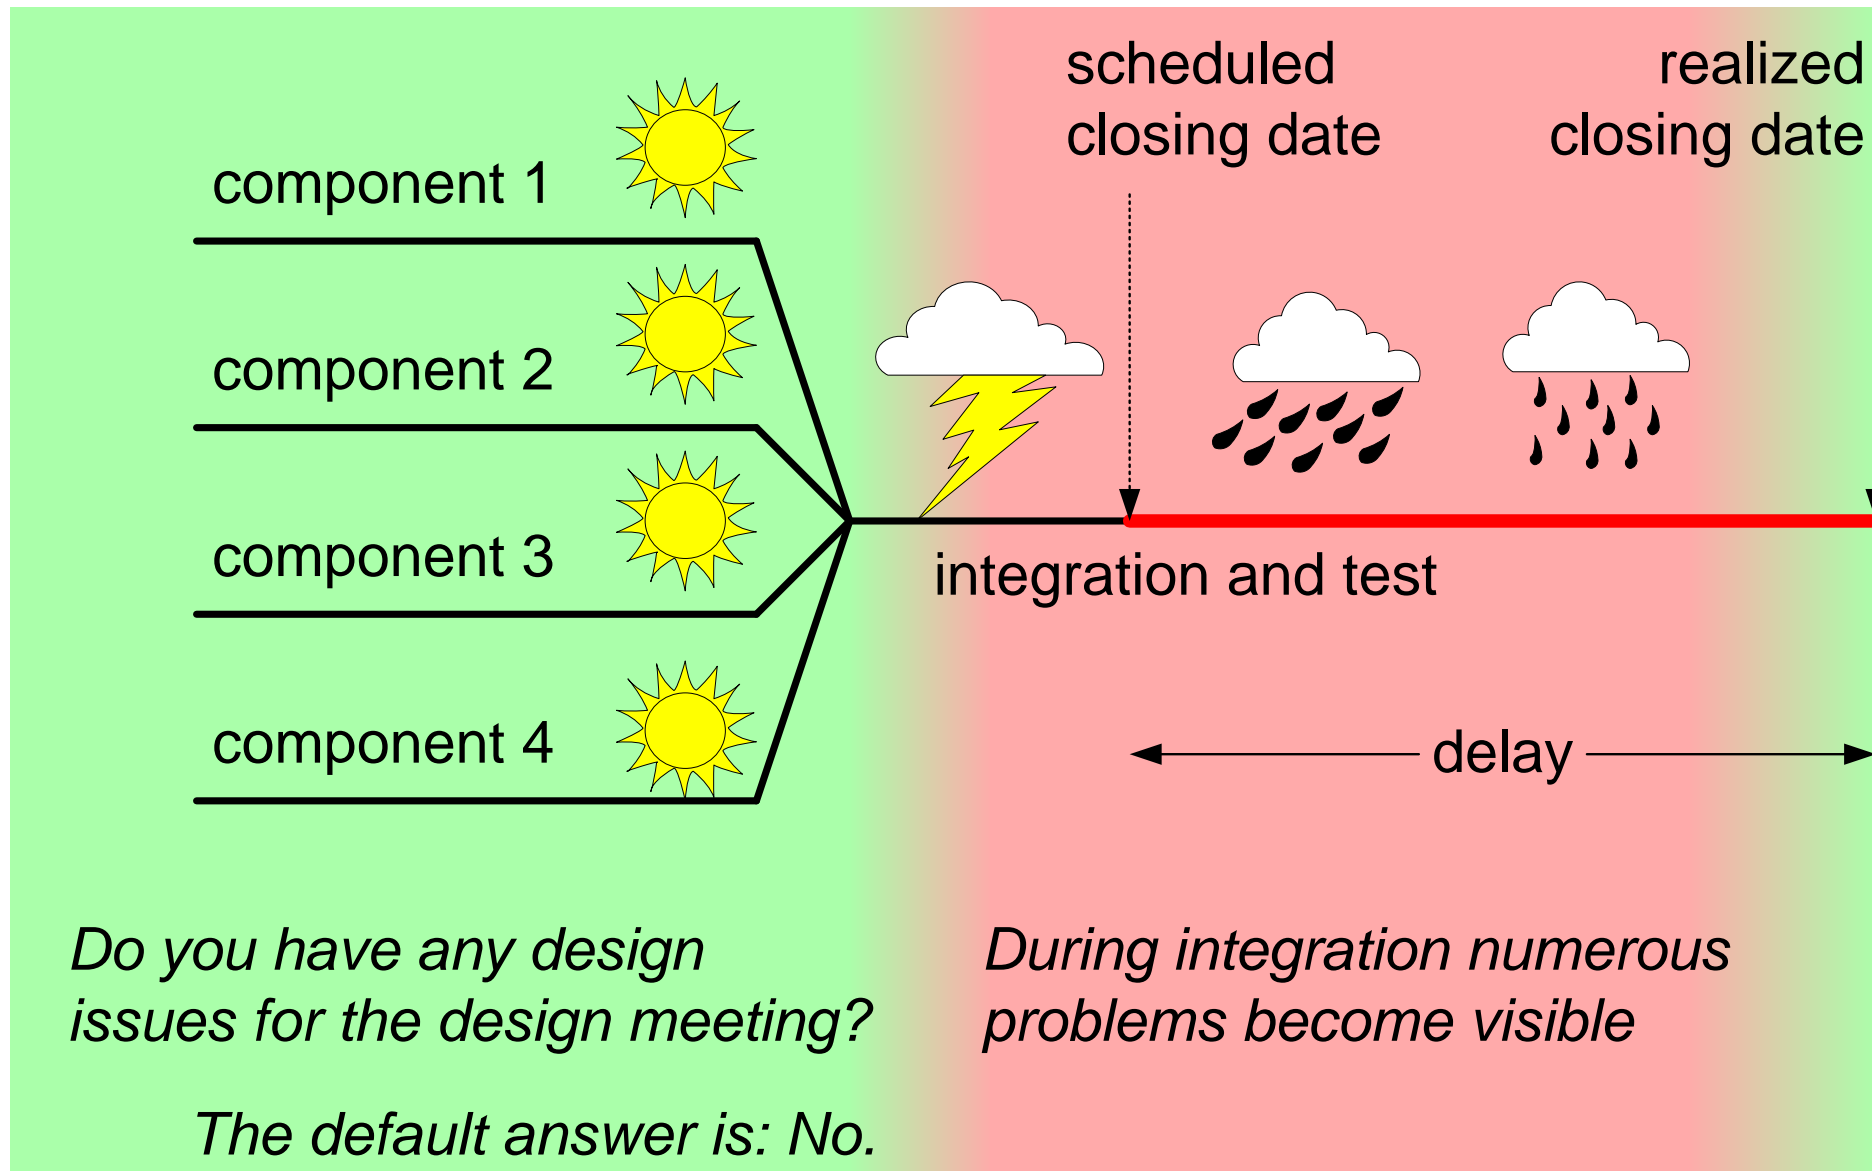 scheduled
closing date
realized
closing date
component 1
component 2
component 3
component 4
integration and test
delay
Do you have any design
issues for the design meeting?
The default answer is: No.
During integration numerous
problems become visible